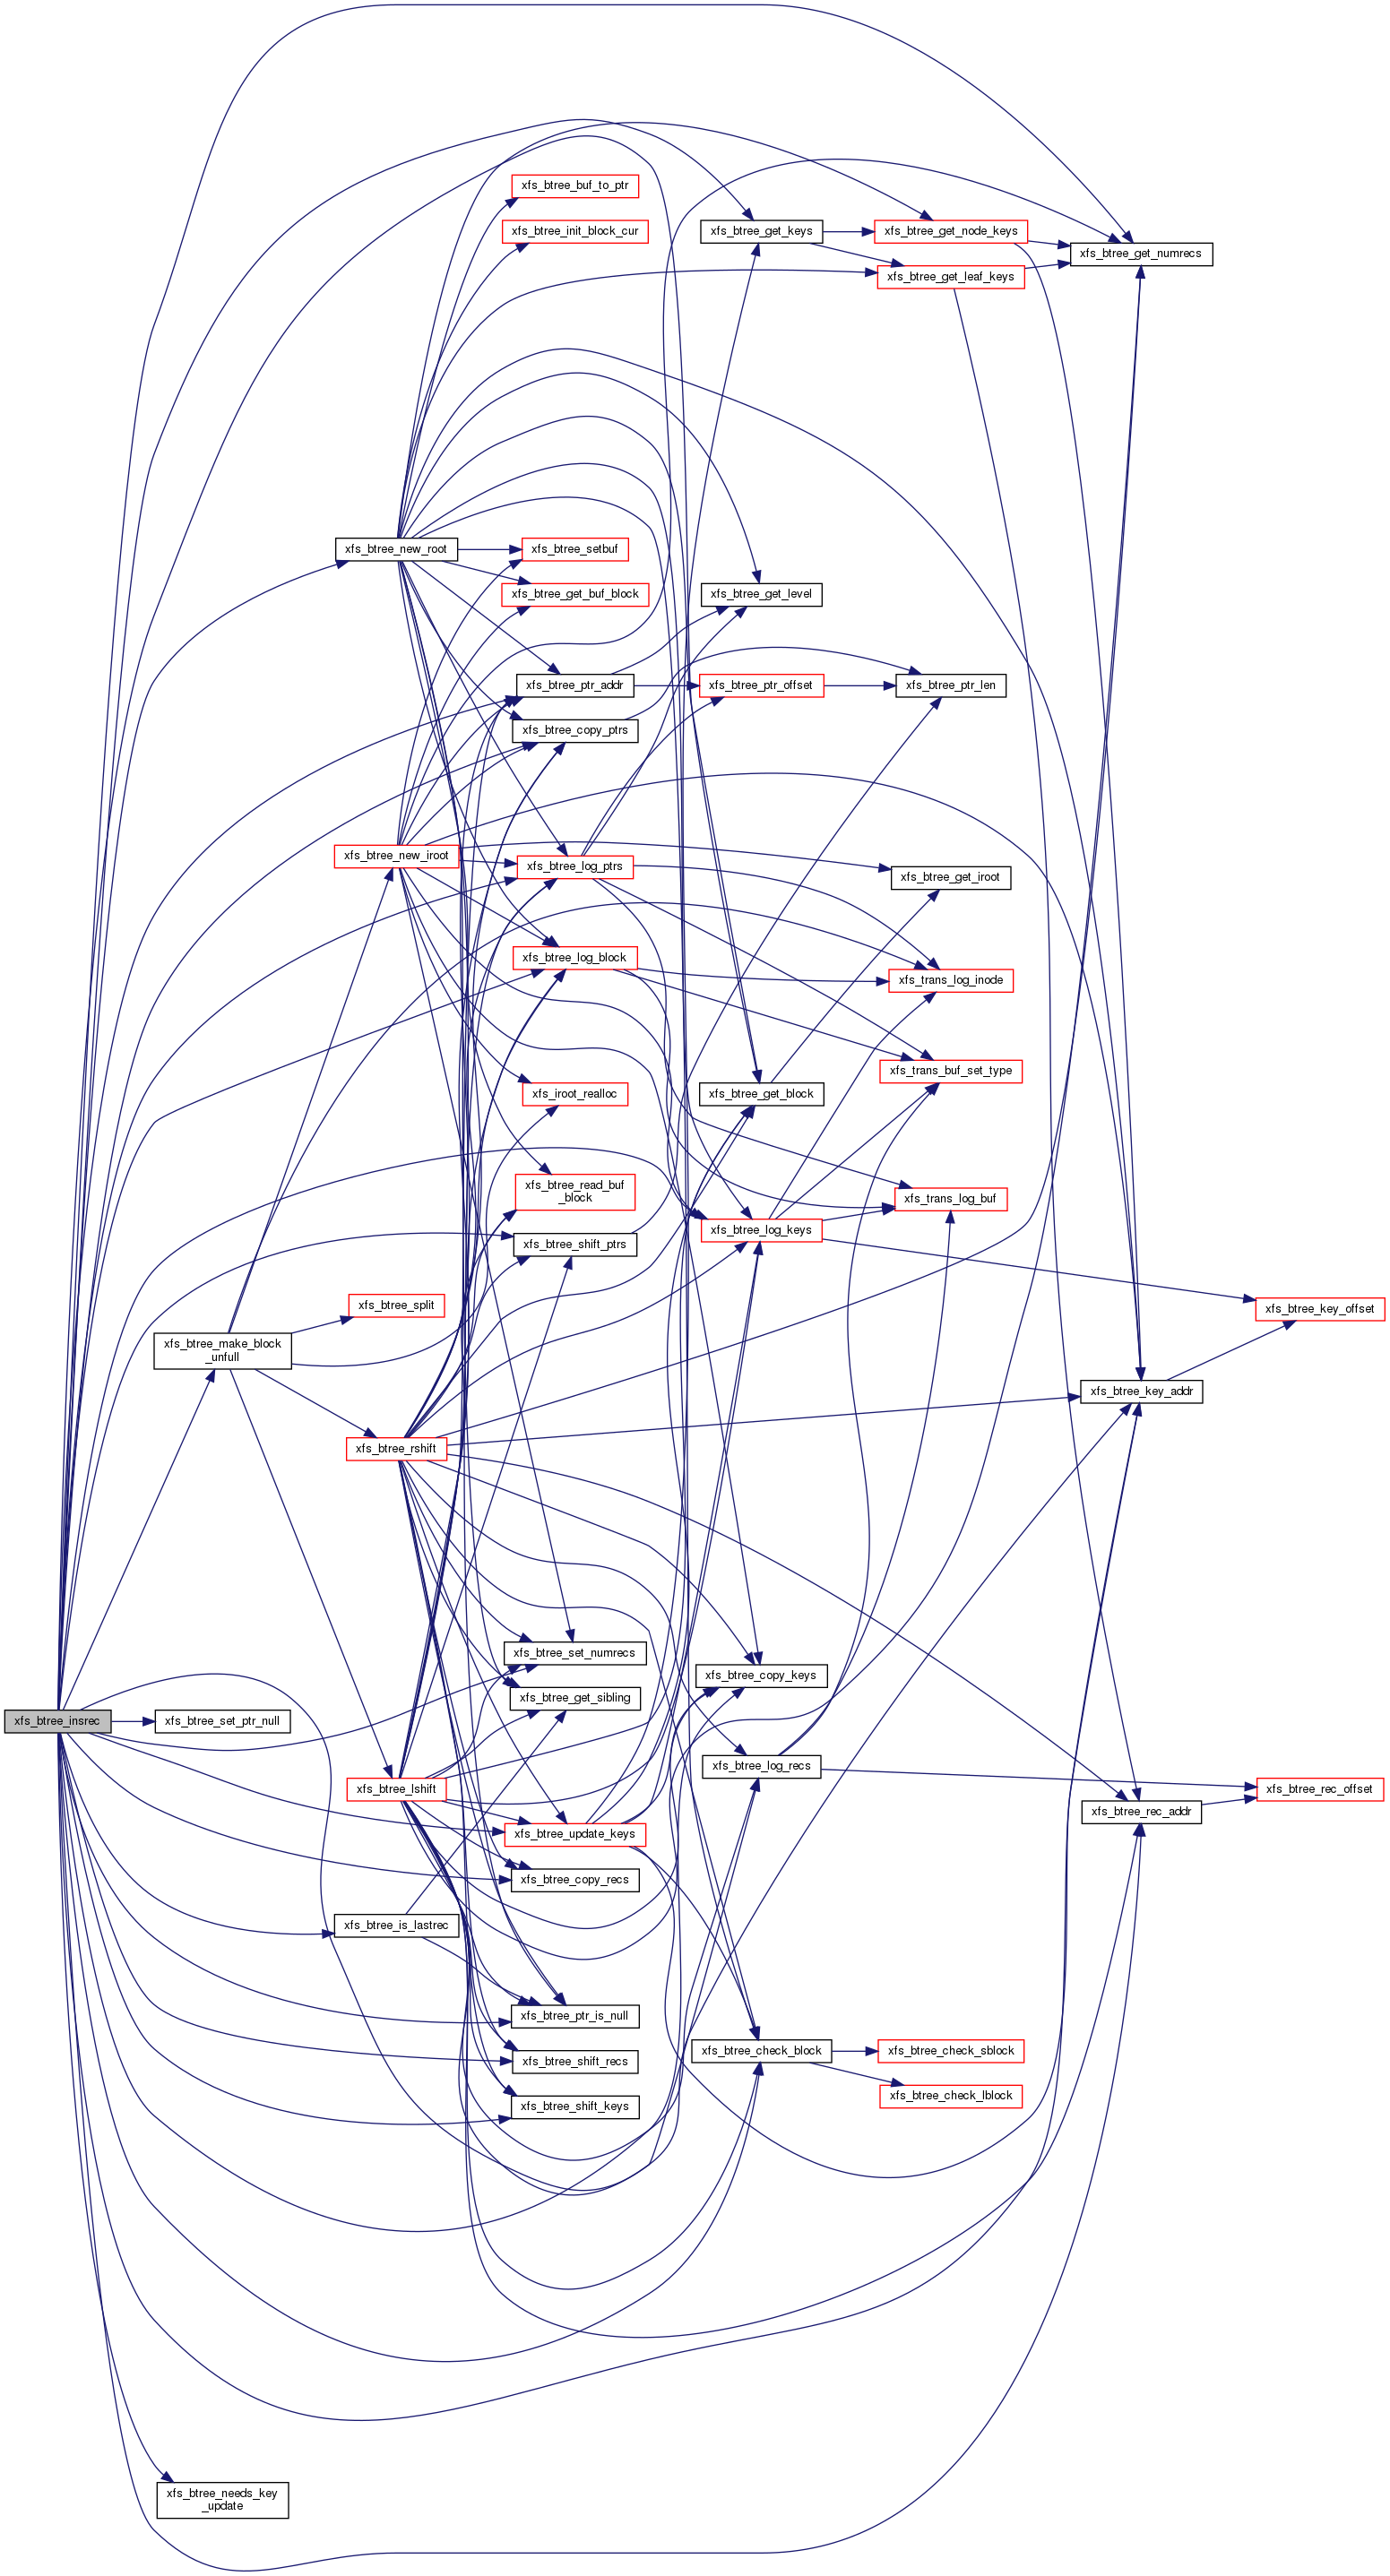 xfs_btree_buf_to_ptr
xfs_btree_init_block_cur
xfs_btree_get_keys
xfs_btree_get_node_keys
xfs_btree_get_numrecs
xfs_btree_get_leaf_keys
xfs_btree_new_root
xfs_btree_setbuf
xfs_btree_get_buf_block
xfs_btree_get_level
xfs_btree_ptr_addr
xfs_btree_ptr_offset
xfs_btree_ptr_len
xfs_btree_copy_ptrs
xfs_btree_new_iroot
xfs_btree_log_ptrs
xfs_btree_get_iroot
xfs_btree_log_block
xfs_trans_log_inode
xfs_trans_buf_set_type
xfs_iroot_realloc
xfs_btree_get_block
xfs_btree_read_buf
_block
xfs_trans_log_buf
xfs_btree_log_keys
xfs_btree_shift_ptrs
xfs_btree_split
xfs_btree_key_offset
xfs_btree_make_block
_unfull
xfs_btree_key_addr
xfs_btree_rshift
xfs_btree_set_numrecs
xfs_btree_copy_keys
xfs_btree_get_sibling
xfs_btree_insrec
xfs_btree_set_ptr_null
xfs_btree_log_recs
xfs_btree_lshift
xfs_btree_rec_offset
xfs_btree_rec_addr
xfs_btree_update_keys
xfs_btree_copy_recs
xfs_btree_is_lastrec
xfs_btree_ptr_is_null
xfs_btree_check_block
xfs_btree_check_sblock
xfs_btree_shift_recs
xfs_btree_check_lblock
xfs_btree_shift_keys
xfs_btree_needs_key
_update